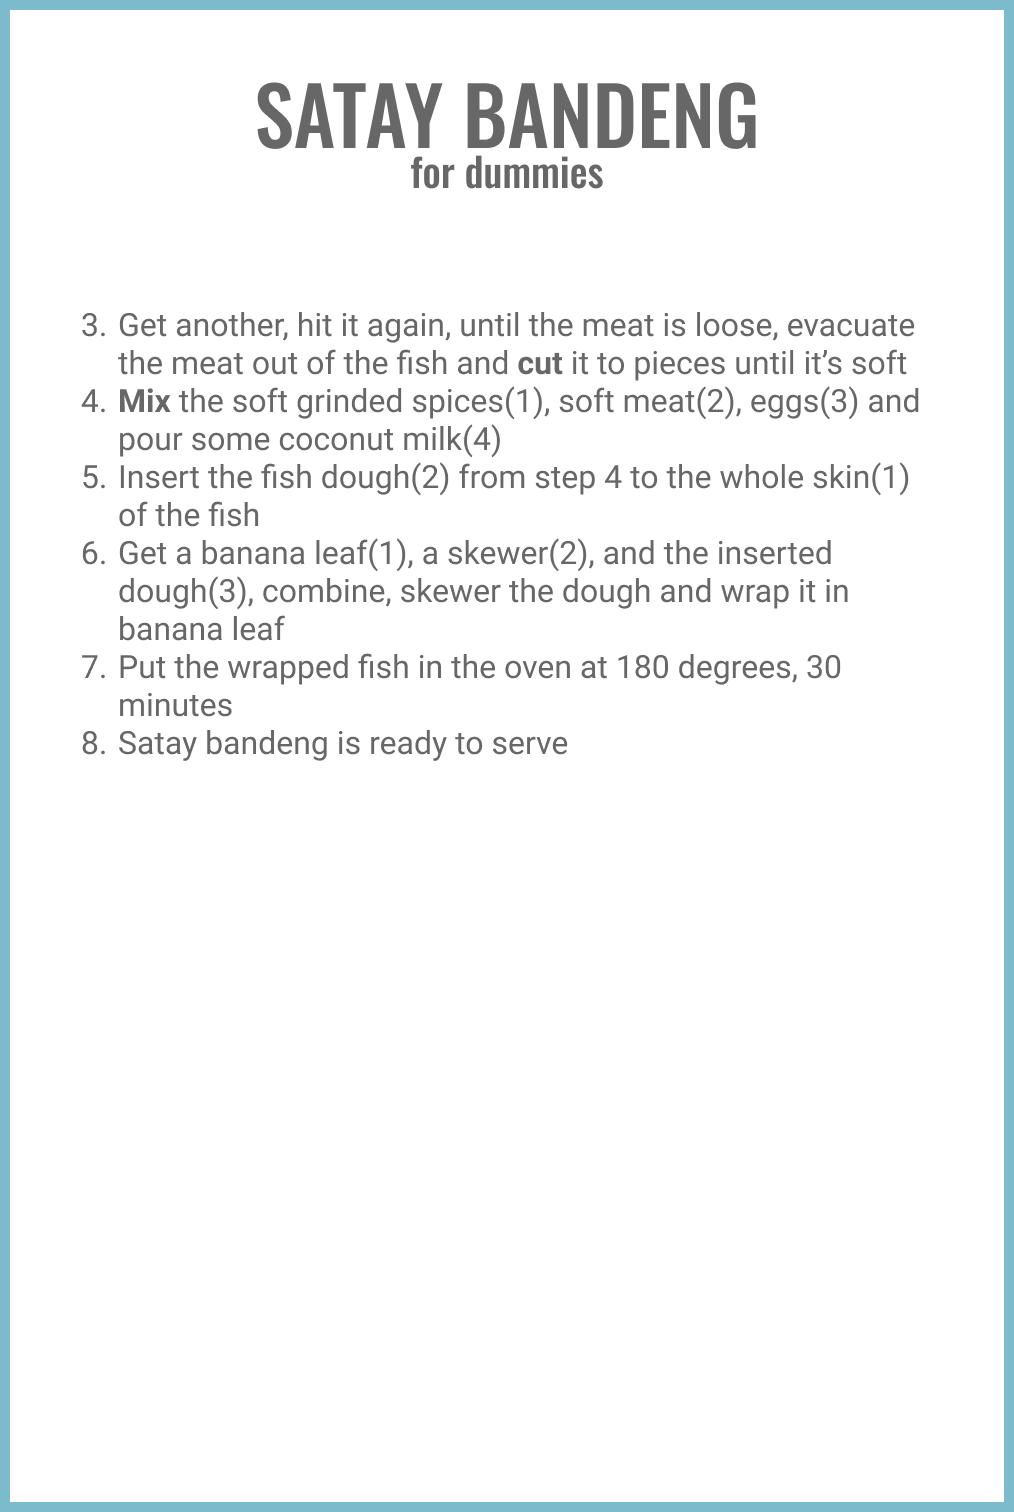 SATAY BANDENG
for dummies
3. Get another, hit it again, until the meat is loose, evacuate
the meat out of the fish and cut it to pieces until it’s soft
4. Mix the soft grinded spices(1), soft meat(2), eggs(3) and
pour some coconut milk(4)
5. Insert the fish dough(2) from step 4 to the whole skin(1)
of the fish
6. Get a banana leaf(1), a skewer(2), and the inserted
dough(3), combine, skewer the dough and wrap it in
banana leaf
7. Put the wrapped fish in the oven at 180 degrees, 30
minutes
8. Satay bandeng is ready to serve